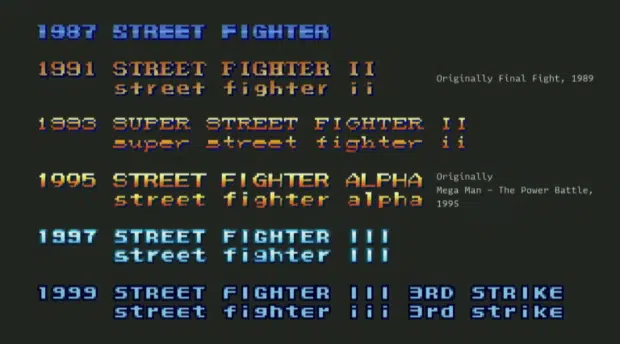 1987 STREET FIGHTER
1991 STREET FIGHTER II
street fighter ii
Originally Final Fight, 1989
1993 SUPER STREET FIGHTER II
super street fighter ii
1995 STREET FIGHTER ALPHA
street fighter alpha
Originally
Mega Man – The Power Battle,
1995
1997 STREET FIGHTER III
street fighter III
1999 STREET FIGHTER III 3RD STRIKE
street fighter iii 3rd strike